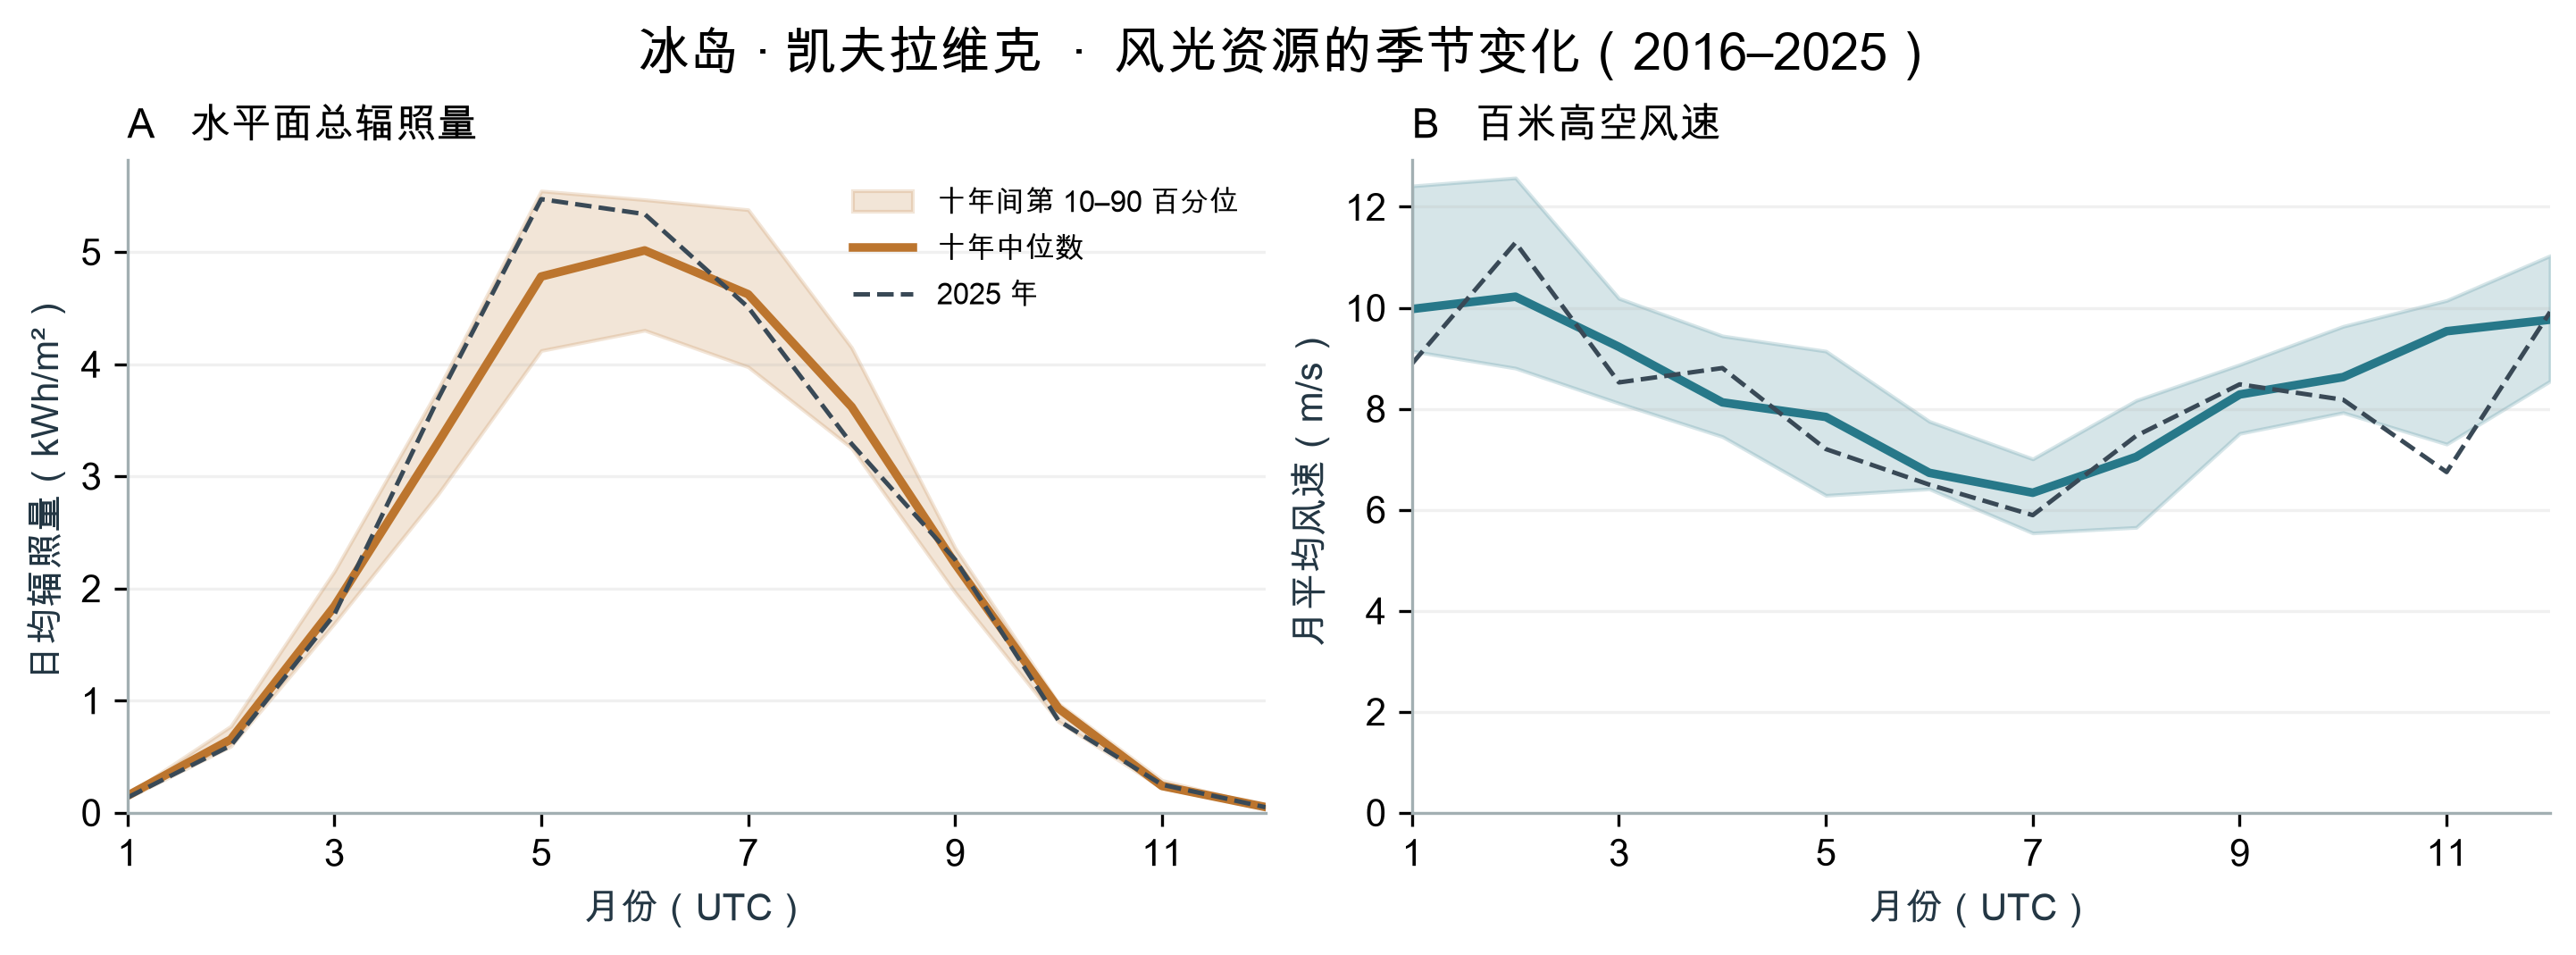 冰岛 · 凯夫拉维克 · 风光资源的季节变化（2016–2025）
A 水平面总辐照量
十年间第 10–90 百分位
十年中位数
2025 年
日均辐照量（kWh/m²）
5
4
3
2
1
0
1 3 5 7 9 11
月份（UTC）
B 百米高空风速
月平均风速（m/s）
12
10
8
6
4
2
0
1 3 5 7 9 11
月份（UTC）